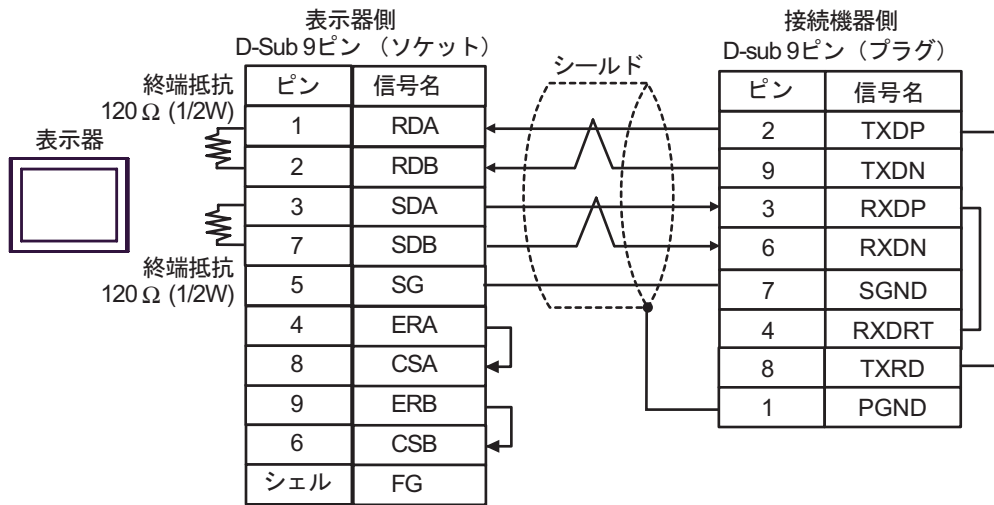 表示器側
D-Sub 9ピン （ソケット）
接続機器側
D-sub 9ピン（プラグ）
シールド
終端抵抗
120 Ω (1/2W)
表示器
終端抵抗
120 Ω (1/2W)
ピン 信号名
1 RDA
2 RDB
3 SDA
7 SDB
5 SG
4 ERA
8 CSA
9 ERB
6 CSB
シェル FG
ピン 信号名
2 TXDP
9 TXDN
3 RXDP
6 RXDN
7 SGND
4 RXDRT
8 TXRD
1 PGND